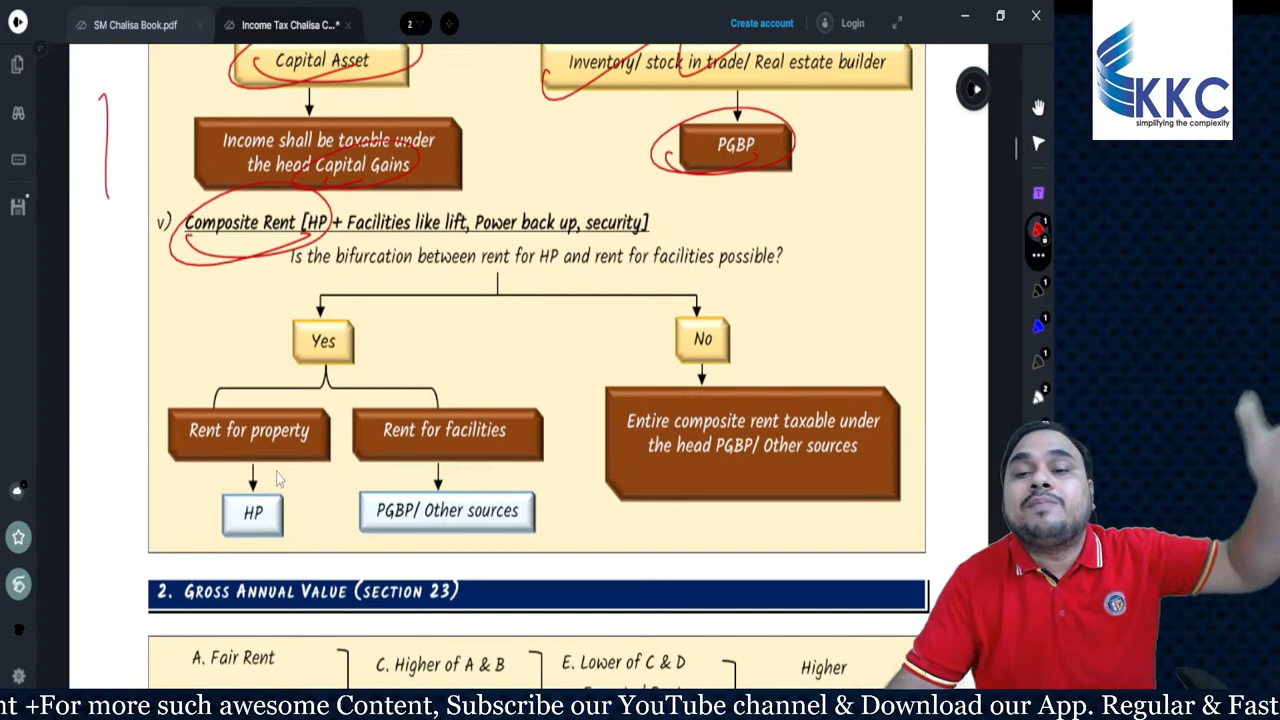 SM Chalisa Book.pdf
Income Tax Chalisa C...*
2
Create account
Login
KKC
simplifying the complexity
Capital Asset
Inventory/ stock in trade/ Real estate builder
Income shall be taxable under
the head Capital Gains
PGBP
v) Composite Rent [HP + Facilities like lift, Power back up, security]
Is the bifurcation between rent for HP and rent for facilities possible?
Yes
No
Rent for property
Rent for facilities
Entire composite rent taxable under
the head PGBP/ Other sources
HP
PGBP/ Other sources
2. GROSS ANNUAL VALUE (SECTION 23)
A. Fair Rent
C. Higher of A & B
E. Lower of C & D
Higher
nt +For more such awesome Content, Subscribe our YouTube channel & Download our App. Regular & Fast